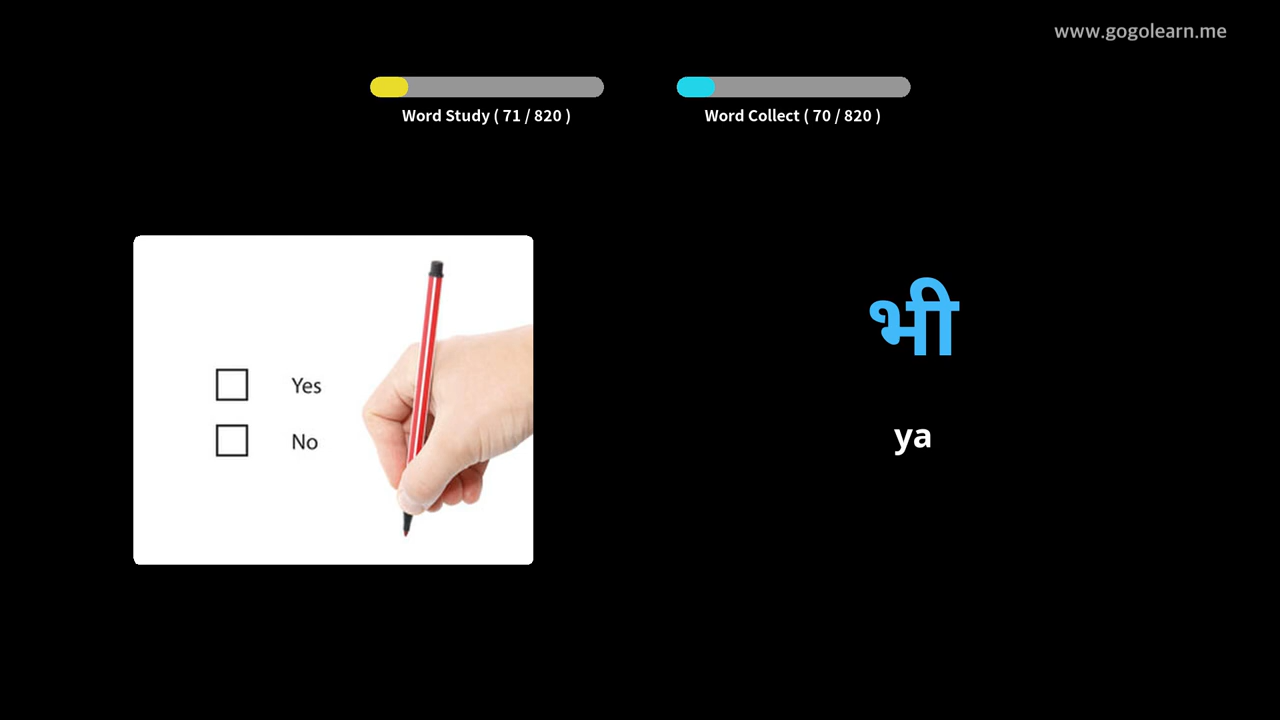 www.gogolearn.me
Word Study ( 71 / 820 )
Word Collect ( 70 / 820 )
Yes
No
भी
ya